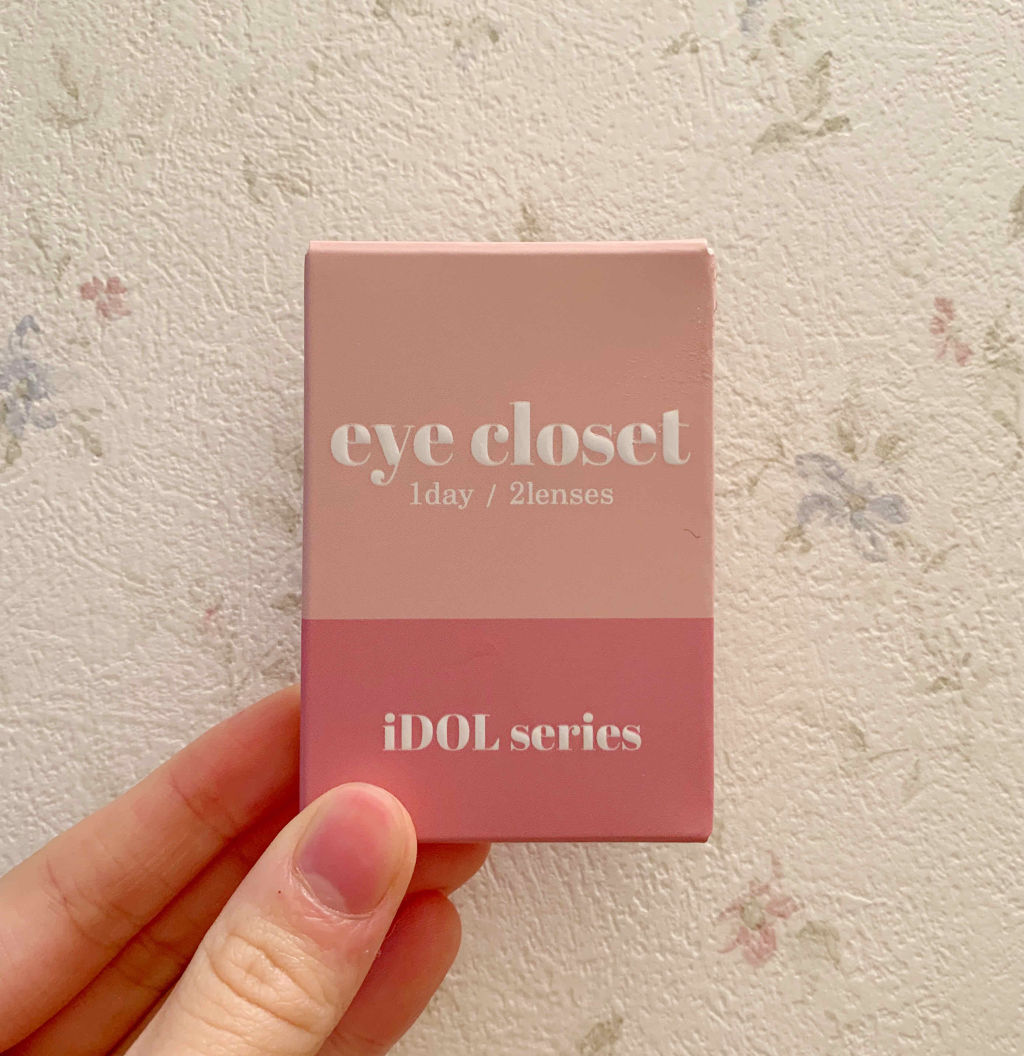 eye closet
1day / 2lenses
iDOL series